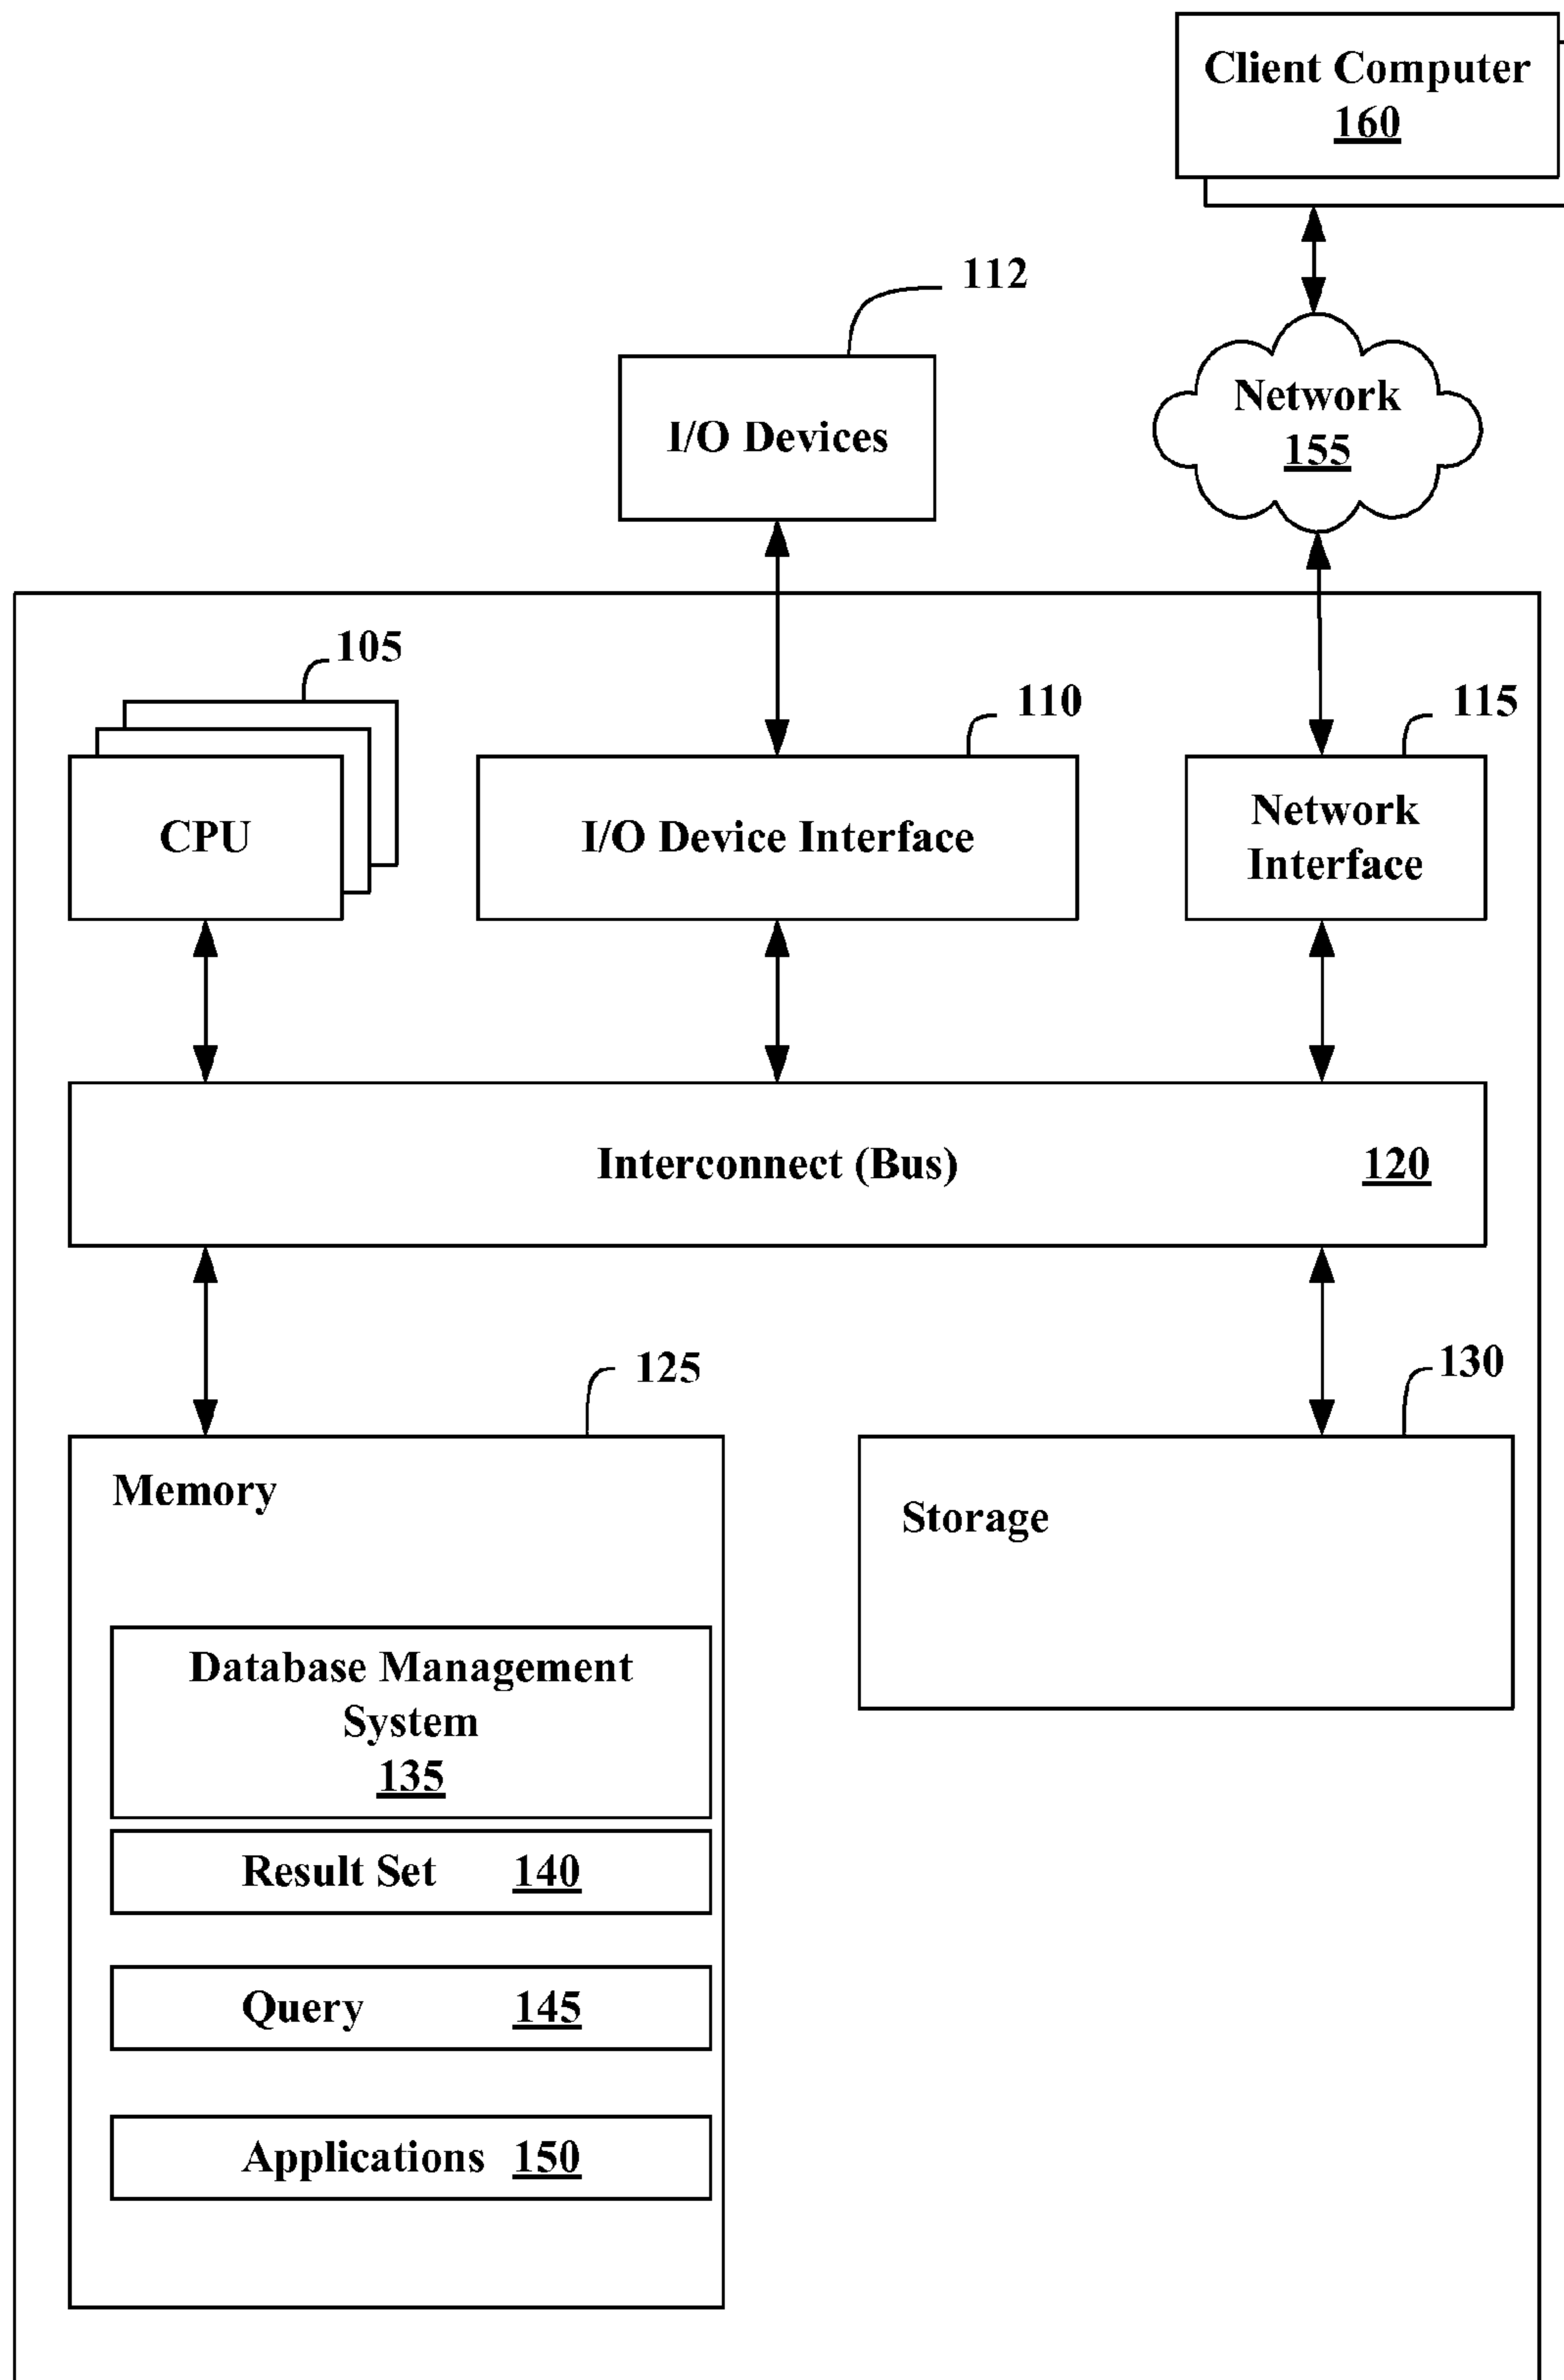 Client Computer
160
112
Network
155
I/O Devices
105
110
115
CPU
I/O Device Interface
Network
Interface
Interconnect (Bus) 120
125
130
Memory
Storage
Database Management
System
135
Result Set 140
Query 145
Applications 150